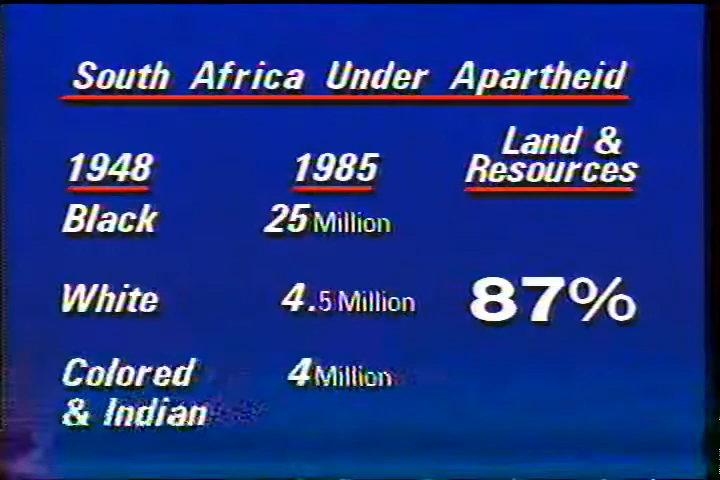 South Africa Under Apartheid
Land &
1948 1985 Resources
Black 25 Million
White 4.5 Million 87%
Colored 4 Million
& Indian